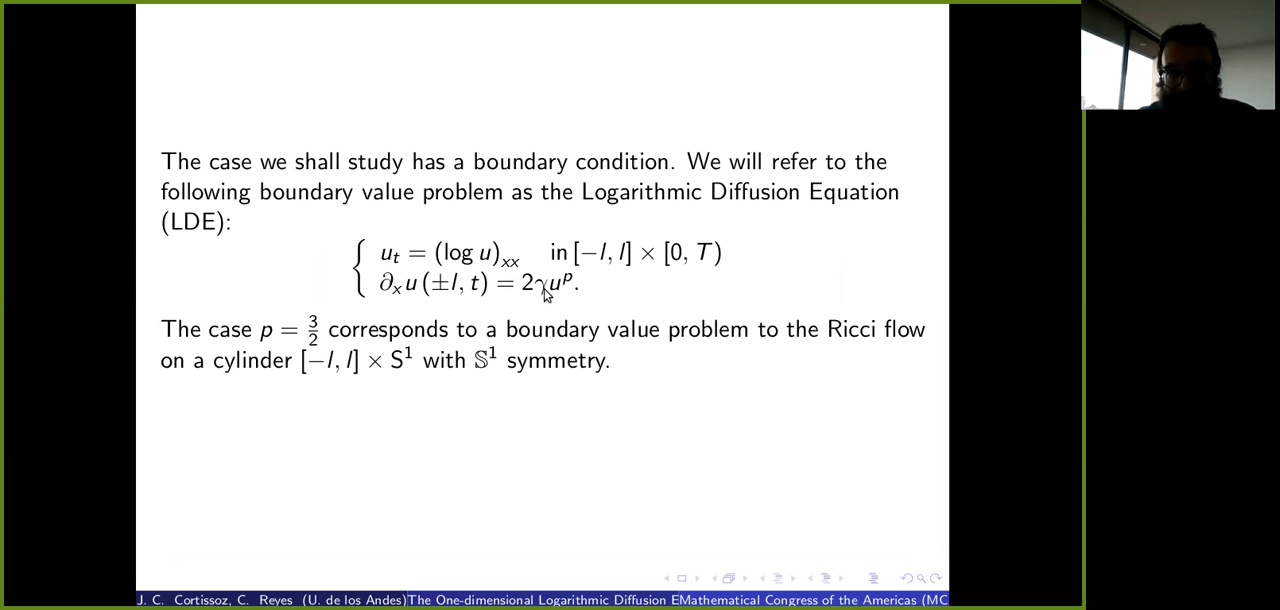 The case we shall study has a boundary condition. We will refer to the
following boundary value problem as the Logarithmic Diffusion Equation
(LDE):
{ u_t = (log u)_{xx} in [−l, l] × [0, T)
∂_x u (±l, t) = 2γu^p.
The case p = 3/2 corresponds to a boundary value problem to the Ricci flow
on a cylinder [−l, l] × S^1 with 𝕊^1 symmetry.
J. C. Cortissoz, C. Reyes (U. de los Andes)The One-dimensional Logarithmic Diffusion EMathematical Congress of the Americas (MC